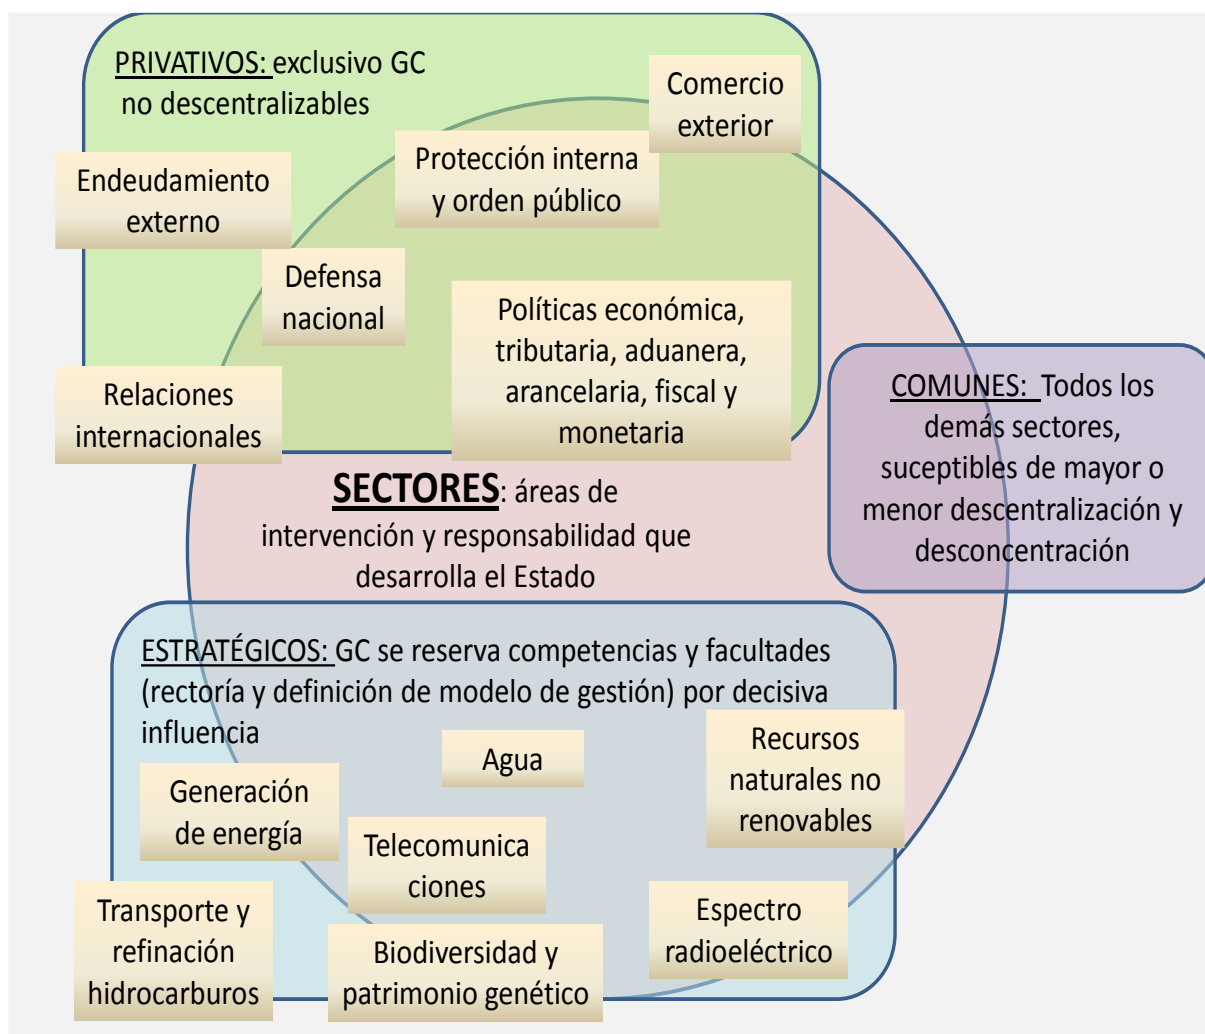 PRIVATIVOS: exclusivo GC
no descentralizables
Comercio
exterior
Protección interna
y orden público
Endeudamiento
externo
Defensa
nacional
Políticas económica,
tributaria, aduanera,
arancelaria, fiscal y
monetaria
Relaciones
internacionales
COMUNES: Todos los
demás sectores,
suceptibles de mayor o
menor descentralización y
desconcentración
SECTORES: áreas de
intervención y responsabilidad que
desarrolla el Estado
ESTRATÉGICOS: GC se reserva competencias y facultades
(rectoría y definición de modelo de gestión) por decisiva
influencia
Agua
Recursos
naturales no
renovables
Generación
de energía
Telecomunica
ciones
Transporte y
refinación
hidrocarburos
Biodiversidad y
patrimonio genético
Espectro
radioeléctrico